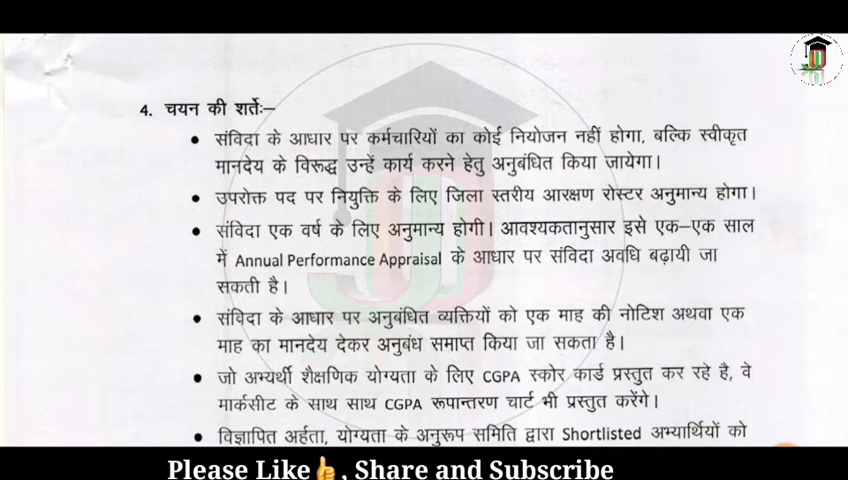 4. चयन की शर्तेः–
• संविदा के आधार पर कर्मचारियों का कोई नियोजन नहीं होगा, बल्कि स्वीकृत
मानदेय के विरूद्ध उन्हें कार्य करने हेतु अनुबंधित किया जायेगा।
• उपरोक्त पद पर नियुक्ति के लिए जिला स्तरीय आरक्षण रोस्टर अनुमान्य होगा।
• संविदा एक वर्ष के लिए अनुमान्य होगी। आवश्यकतानुसार इसे एक–एक साल
में Annual Performance Appraisal के आधार पर संविदा अवधि बढ़ायी जा
सकती है।
• संविदा के आधार पर अनुबंधित व्यक्तियों को एक माह की नोटिश अथवा एक
माह का मानदेय देकर अनुबंध समाप्त किया जा सकता है।
• जो अभ्यर्थी शैक्षणिक योग्यता के लिए CGPA स्कोर कार्ड प्रस्तुत कर रहे है, वे
मार्कसीट के साथ साथ CGPA रूपान्तरण चार्ट भी प्रस्तुत करेंगे।
• विज्ञापित अर्हता, योग्यता के अनुरूप समिति द्वारा Shortlisted अभ्यार्थियों को
Please Like👍, Share and Subscribe